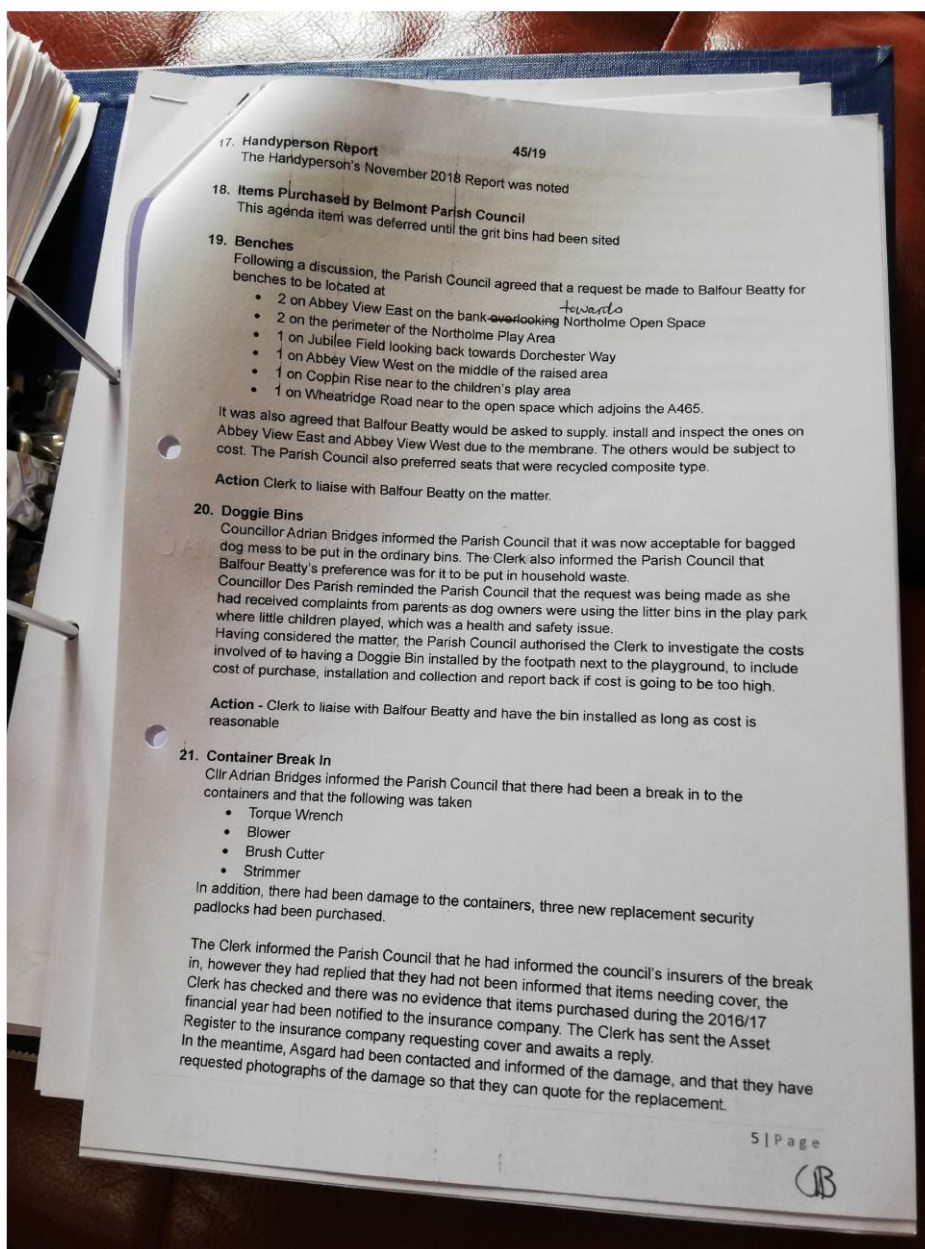 17. Handyperson Report 45/19
The Handyperson's November 2018 Report was noted
18. Items Purchased by Belmont Parish Council
This agenda item was deferred until the grit bins had been sited
19. Benches
Following a discussion, the Parish Council agreed that a request be made to Balfour Beatty for
benches to be located at
towards
• 2 on Abbey View East on the bank overlooking Northolme Open Space
• 2 on the perimeter of the Northolme Play Area
• 1 on Jubilee Field looking back towards Dorchester Way
• 1 on Abbey View West on the middle of the raised area
• 1 on Coppin Rise near to the children's play area
• 1 on Wheatridge Road near to the open space which adjoins the A465.
It was also agreed that Balfour Beatty would be asked to supply. install and inspect the ones on
Abbey View East and Abbey View West due to the membrane. The others would be subject to
cost. The Parish Council also preferred seats that were recycled composite type.
Action Clerk to liaise with Balfour Beatty on the matter.
20. Doggie Bins
Councillor Adrian Bridges informed the Parish Council that it was now acceptable for bagged
dog mess to be put in the ordinary bins. The Clerk also informed the Parish Council that
Balfour Beatty's preference was for it to be put in household waste.
Councillor Des Parish reminded the Parish Council that the request was being made as she
had received complaints from parents as dog owners were using the litter bins in the play park
where little children played, which was a health and safety issue.
Having considered the matter, the Parish Council authorised the Clerk to investigate the costs
involved of to having a Doggie Bin installed by the footpath next to the playground, to include
cost of purchase, installation and collection and report back if cost is going to be too high.
Action - Clerk to liaise with Balfour Beatty and have the bin installed as long as cost is
reasonable
21. Container Break In
Cllr Adrian Bridges informed the Parish Council that there had been a break in to the
containers and that the following was taken
• Torque Wrench
• Blower
• Brush Cutter
• Strimmer
In addition, there had been damage to the containers, three new replacement security
padlocks had been purchased.
The Clerk informed the Parish Council that he had informed the council's insurers of the break
in, however they had replied that they had not been informed that items needing cover, the
Clerk has checked and there was no evidence that items purchased during the 2016/17
financial year had been notified to the insurance company. The Clerk has sent the Asset
Register to the insurance company requesting cover and awaits a reply.
In the meantime, Asgard had been contacted and informed of the damage, and that they have
requested photographs of the damage so that they can quote for the replacement.
5 | Page